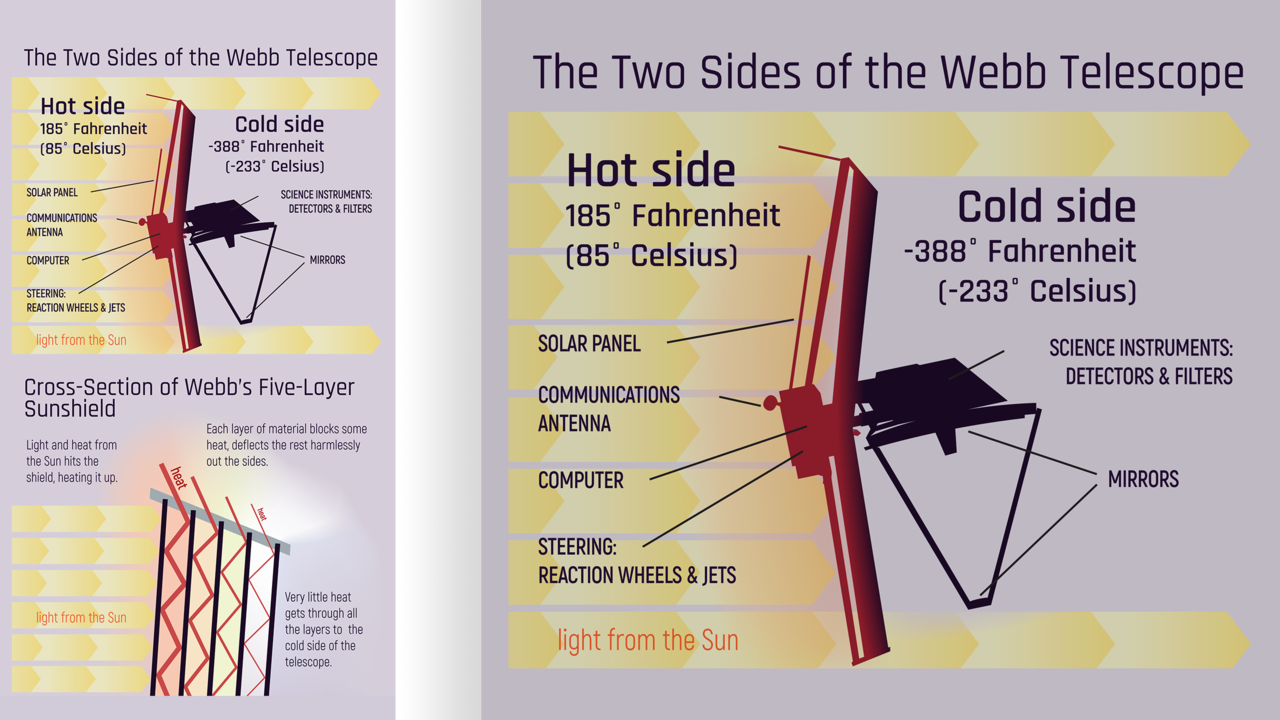 The Two Sides of the Webb Telescope
Hot side
185° Fahrenheit
(85° Celsius)
Cold side
-388° Fahrenheit
(-233° Celsius)
SOLAR PANEL
COMMUNICATIONS
ANTENNA
COMPUTER
STEERING:
REACTION WHEELS & JETS
SCIENCE INSTRUMENTS:
DETECTORS & FILTERS
MIRRORS
light from the Sun
Cross-Section of Webb's Five-Layer
Sunshield
Light and heat from
the Sun hits the
shield, heating it up.
Each layer of material blocks some
heat, deflects the rest harmlessly
out the sides.
heat
heat
light from the Sun
Very little heat
gets through all
the layers to the
cold side of the
telescope.
The Two Sides of the Webb Telescope
Hot side
185° Fahrenheit
(85° Celsius)
Cold side
-388° Fahrenheit
(-233° Celsius)
SOLAR PANEL
COMMUNICATIONS
ANTENNA
COMPUTER
STEERING:
REACTION WHEELS & JETS
SCIENCE INSTRUMENTS:
DETECTORS & FILTERS
MIRRORS
light from the Sun